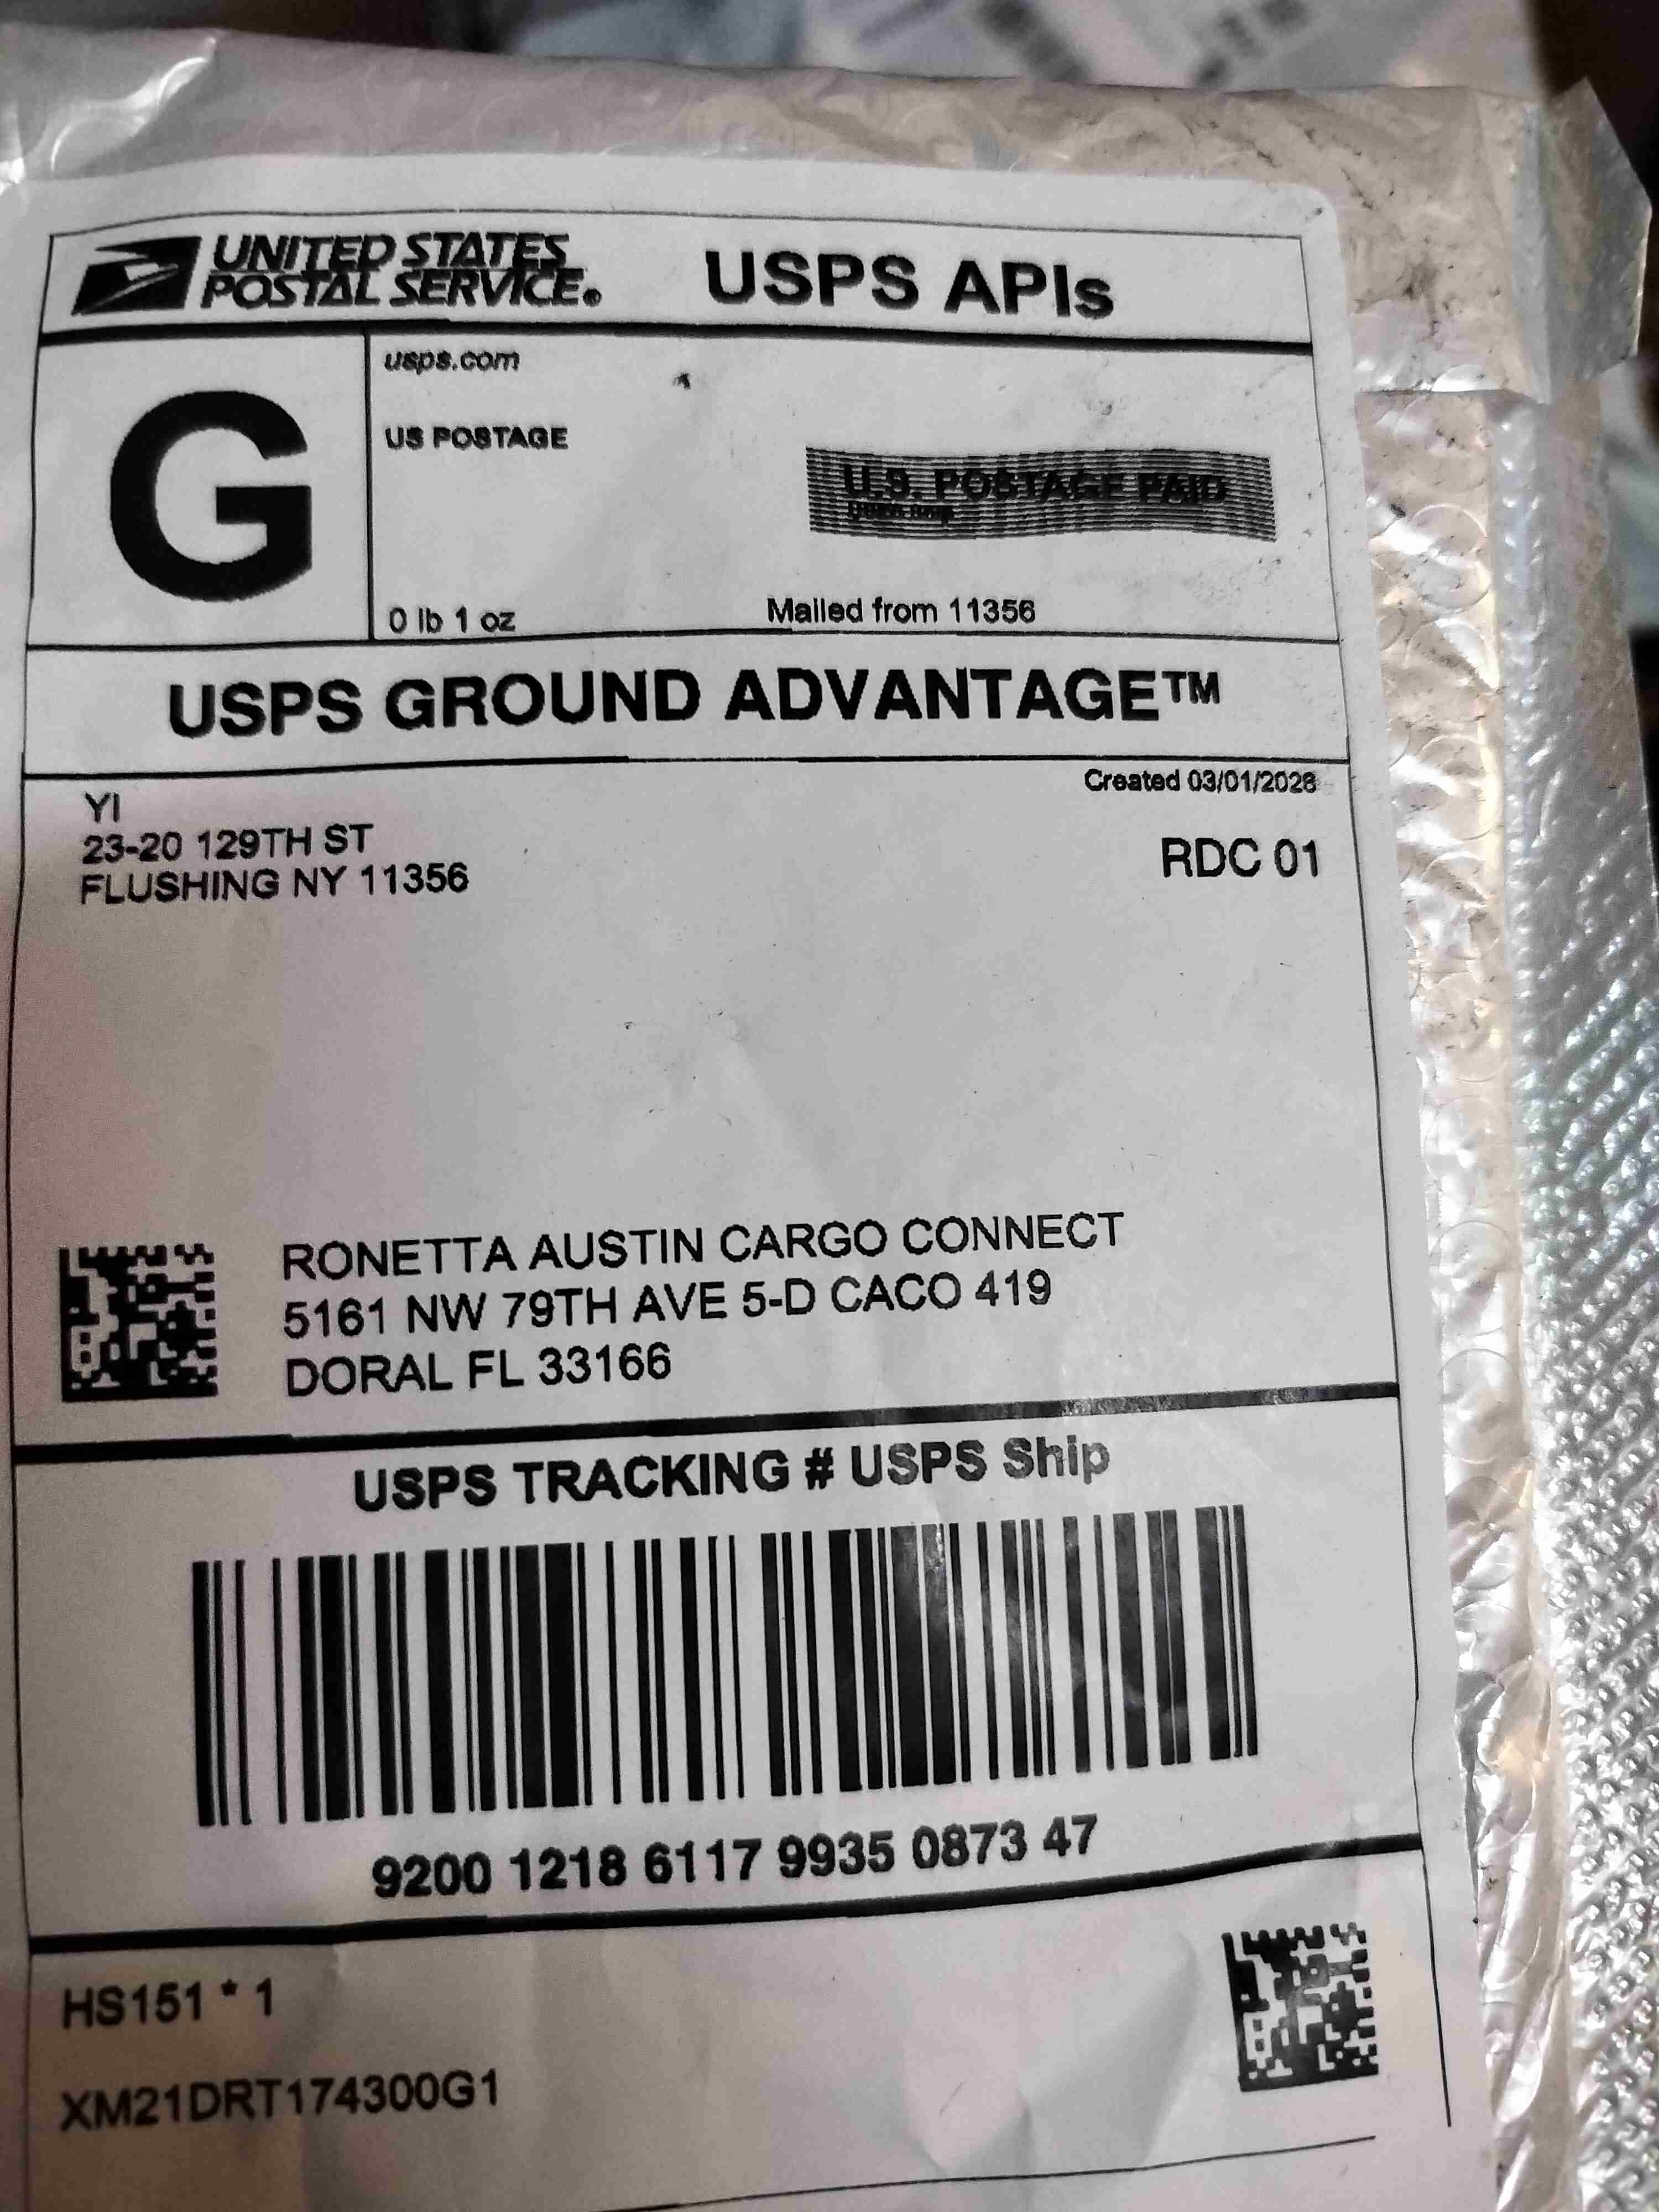 UNITED STATES
POSTAL SERVICE®
USPS APIs
G
usps.com
US POSTAGE
U.S. POSTAGE PAID
0 lb 1 oz
Mailed from 11356
USPS GROUND ADVANTAGE™
Created 03/01/2026
YI
23-20 129TH ST
FLUSHING NY 11356
RDC 01
RONETTA AUSTIN CARGO CONNECT
5161 NW 79TH AVE 5-D CACO 419
DORAL FL 33166
USPS TRACKING # USPS Ship
9200 1218 6117 9935 0873 47
HS151 * 1
XM21DRT174300G1